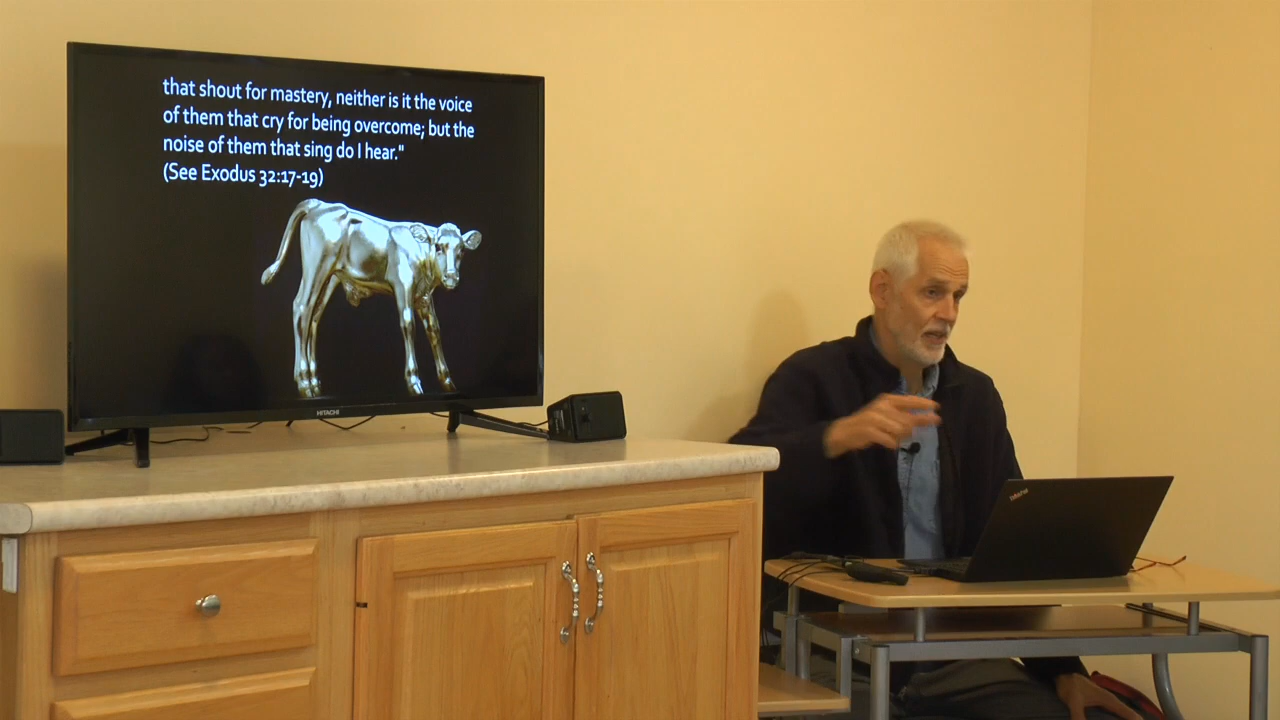 that shout for mastery, neither is it the voice
of them that cry for being overcome; but the
noise of them that sing do I hear."
(See Exodus 32:17-19)
HITACHI
ThinkPad